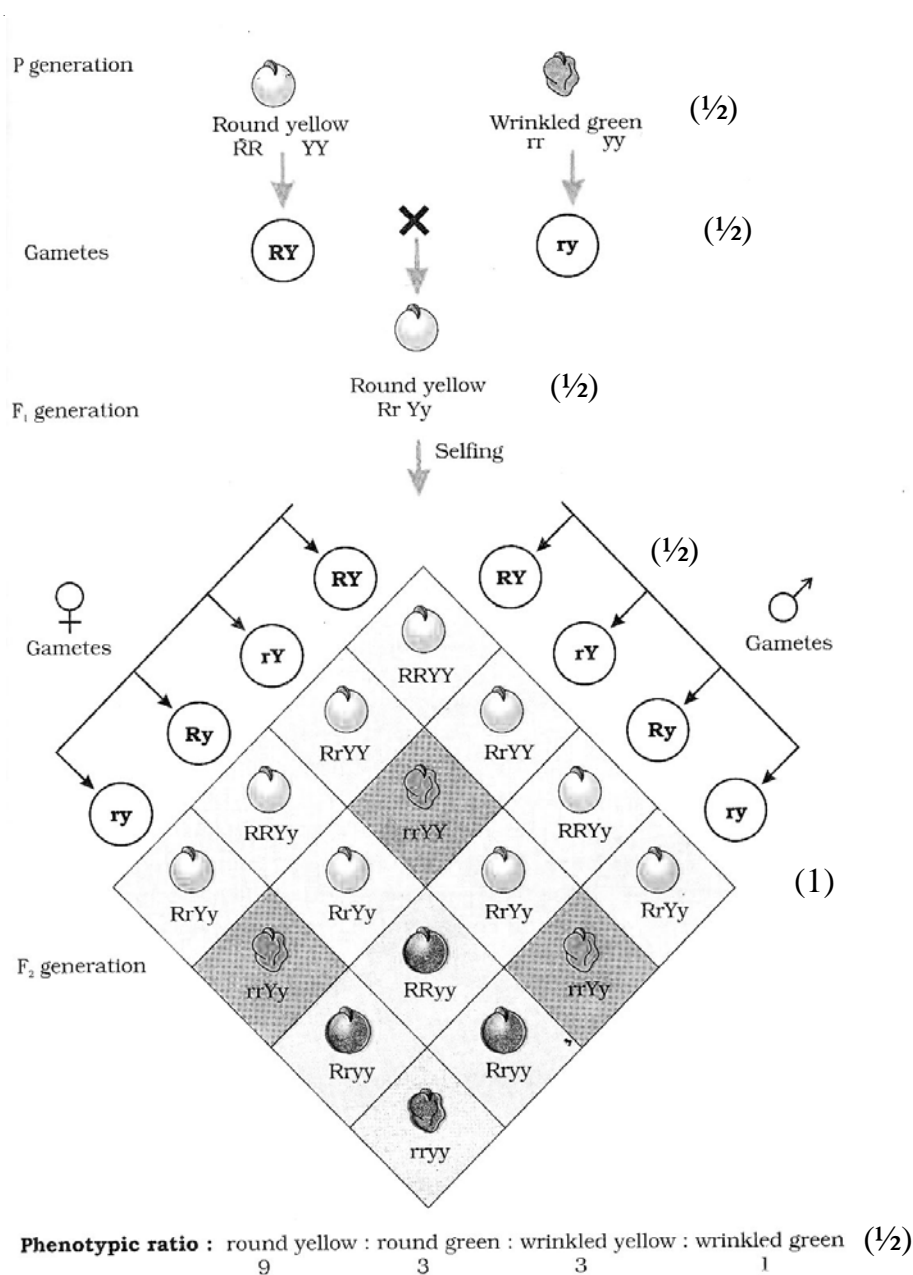 P generation
Round yellow Wrinkled green (½)
RR YY rr yy
Gametes RY ry (½)
Round yellow (½)
F₁ generation Rr Yy
Selfing
(½)
RY RY
Gametes rY RRYY rY Gametes
Ry RrYY RrYY Ry
ry RRYy rrYY RRYy ry
RrYy RrYy RrYy RrYy (1)
F₂ generation rrYy RRyy rrYy
Rryy Rryy
rryy
Phenotypic ratio : round yellow : round green : wrinkled yellow : wrinkled green (½)
9 3 3 1